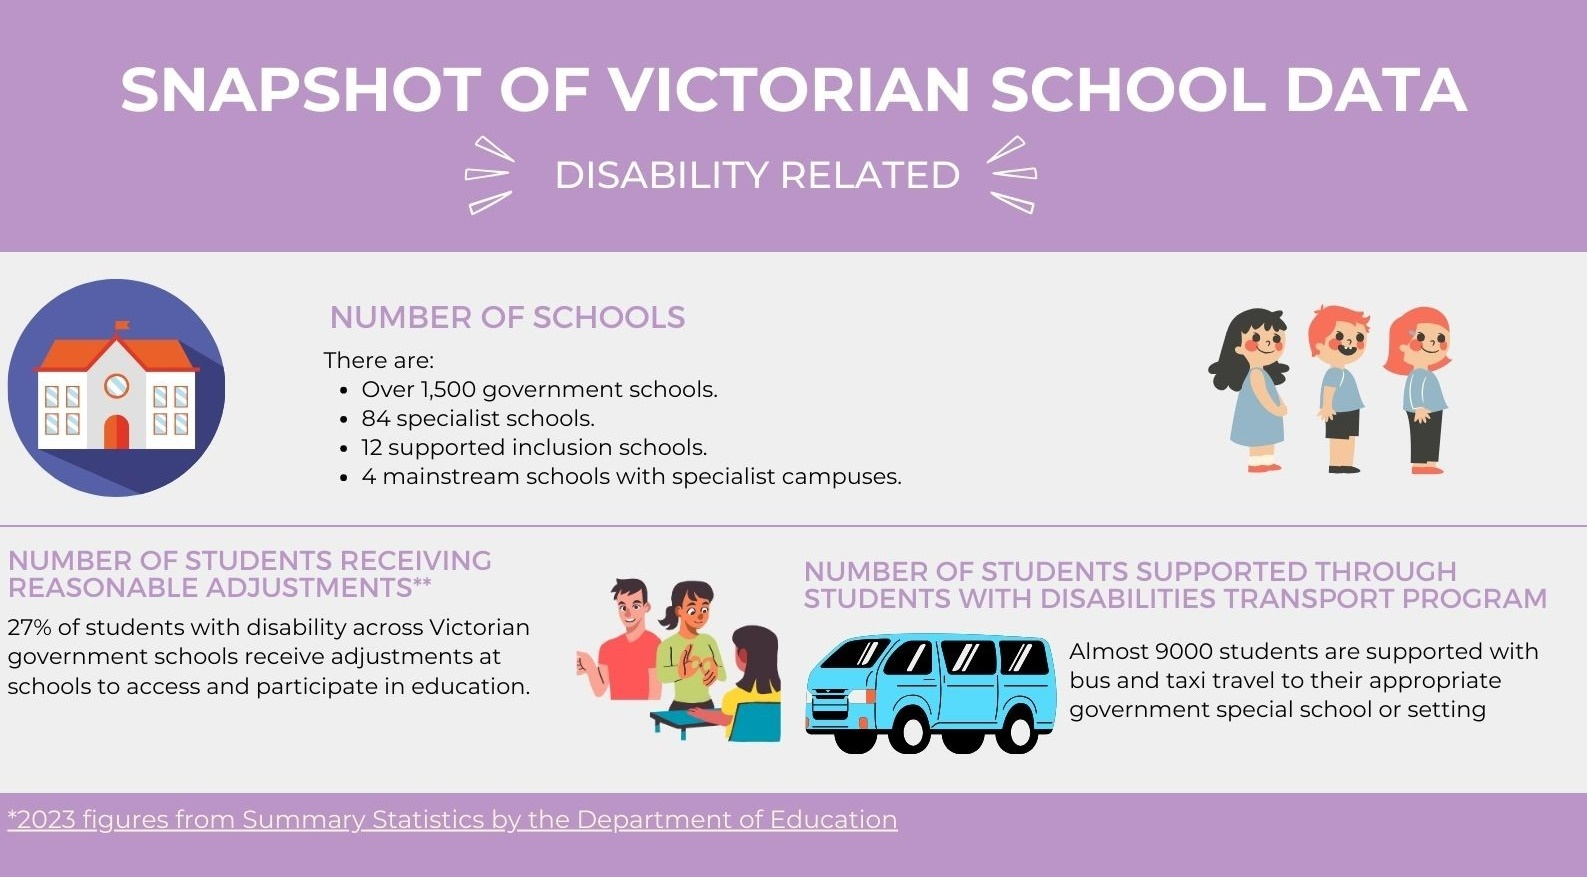 SNAPSHOT OF VICTORIAN SCHOOL DATA
DISABILITY RELATED
NUMBER OF SCHOOLS
There are:
• Over 1,500 government schools.
• 84 specialist schools.
• 12 supported inclusion schools.
• 4 mainstream schools with specialist campuses.
NUMBER OF STUDENTS RECEIVING
REASONABLE ADJUSTMENTS**
27% of students with disability across Victorian
government schools receive adjustments at
schools to access and participate in education.
NUMBER OF STUDENTS SUPPORTED THROUGH
STUDENTS WITH DISABILITIES TRANSPORT PROGRAM
Almost 9000 students are supported with
bus and taxi travel to their appropriate
government special school or setting
*2023 figures from Summary Statistics by the Department of Education